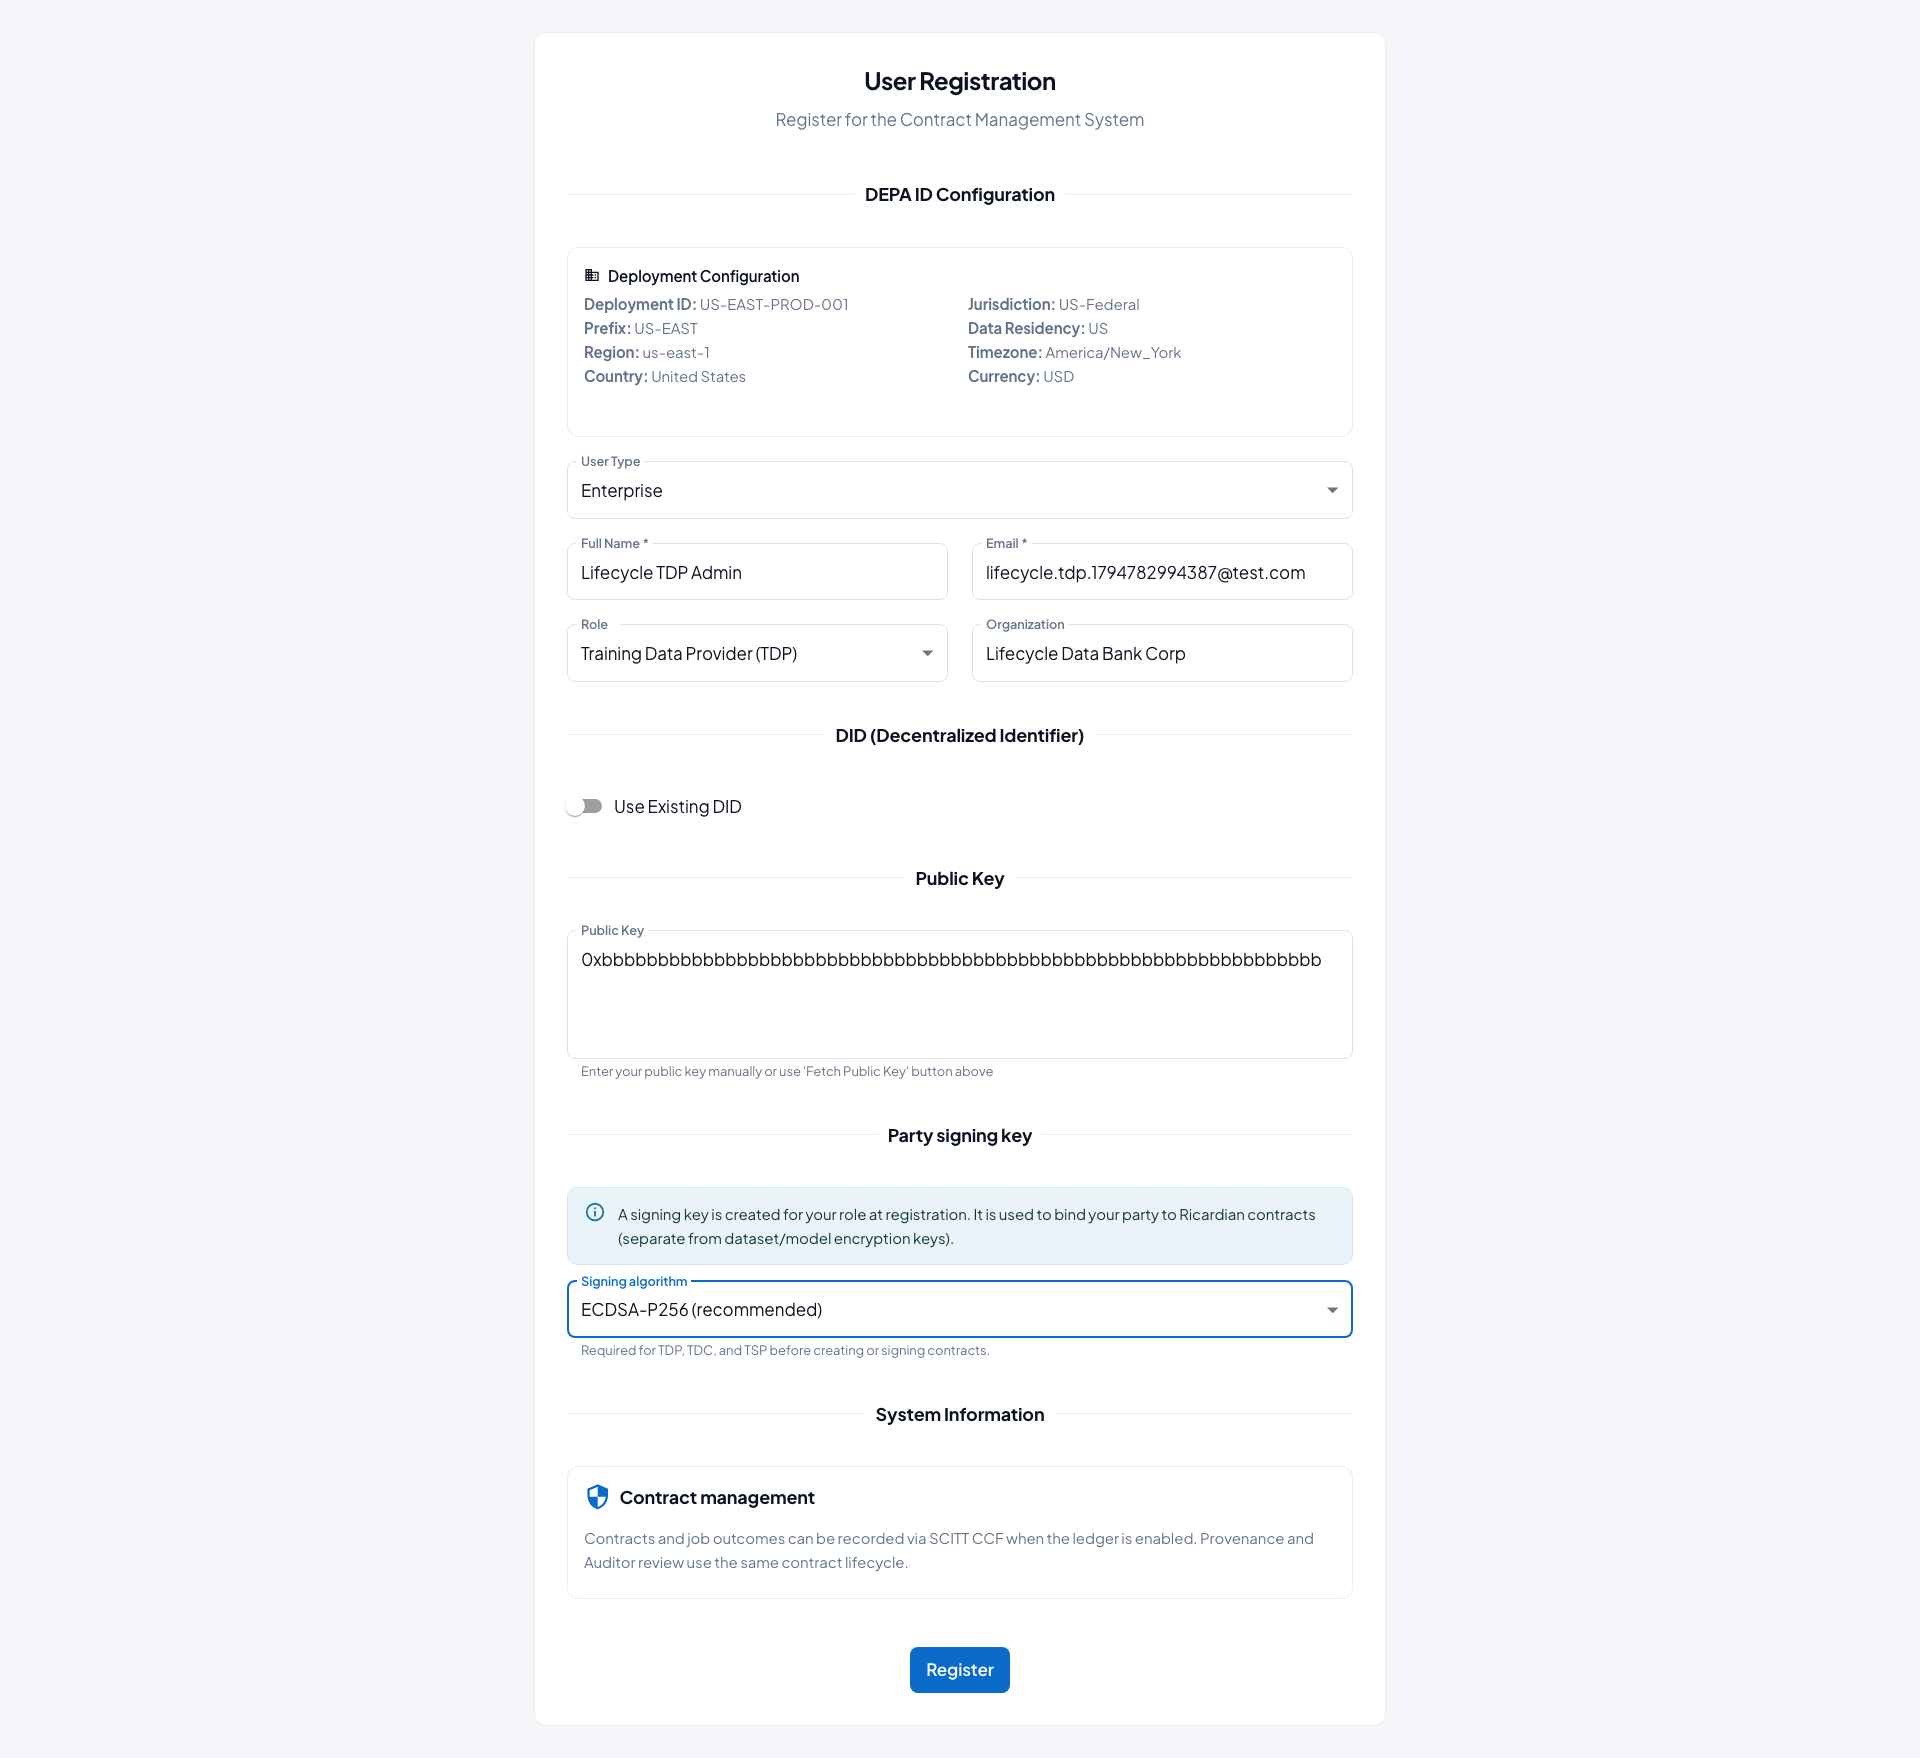 User Registration
Register for the Contract Management System
DEPA ID Configuration
Deployment Configuration
Deployment ID: US-EAST-PROD-001
Prefix: US-EAST
Region: us-east-1
Country: United States
Jurisdiction: US-Federal
Data Residency: US
Timezone: America/New_York
Currency: USD
User Type
Enterprise
Full Name *
Lifecycle TDP Admin
Email *
lifecycle.tdp.1794782994387@test.com
Role
Training Data Provider (TDP)
Organization
Lifecycle Data Bank Corp
DID (Decentralized Identifier)
Use Existing DID
Public Key
Public Key
0xbbbbbbbbbbbbbbbbbbbbbbbbbbbbbbbbbbbbbbbbbbbbbbbbbbbbbbbbbbbbbbbb
Enter your public key manually or use 'Fetch Public Key' button above
Party signing key
A signing key is created for your role at registration. It is used to bind your party to Ricardian contracts
(separate from dataset/model encryption keys).
Signing algorithm
ECDSA-P256 (recommended)
Required for TDP, TDC, and TSP before creating or signing contracts.
System Information
Contract management
Contracts and job outcomes can be recorded via SCITT CCF when the ledger is enabled. Provenance and
Auditor review use the same contract lifecycle.
Register